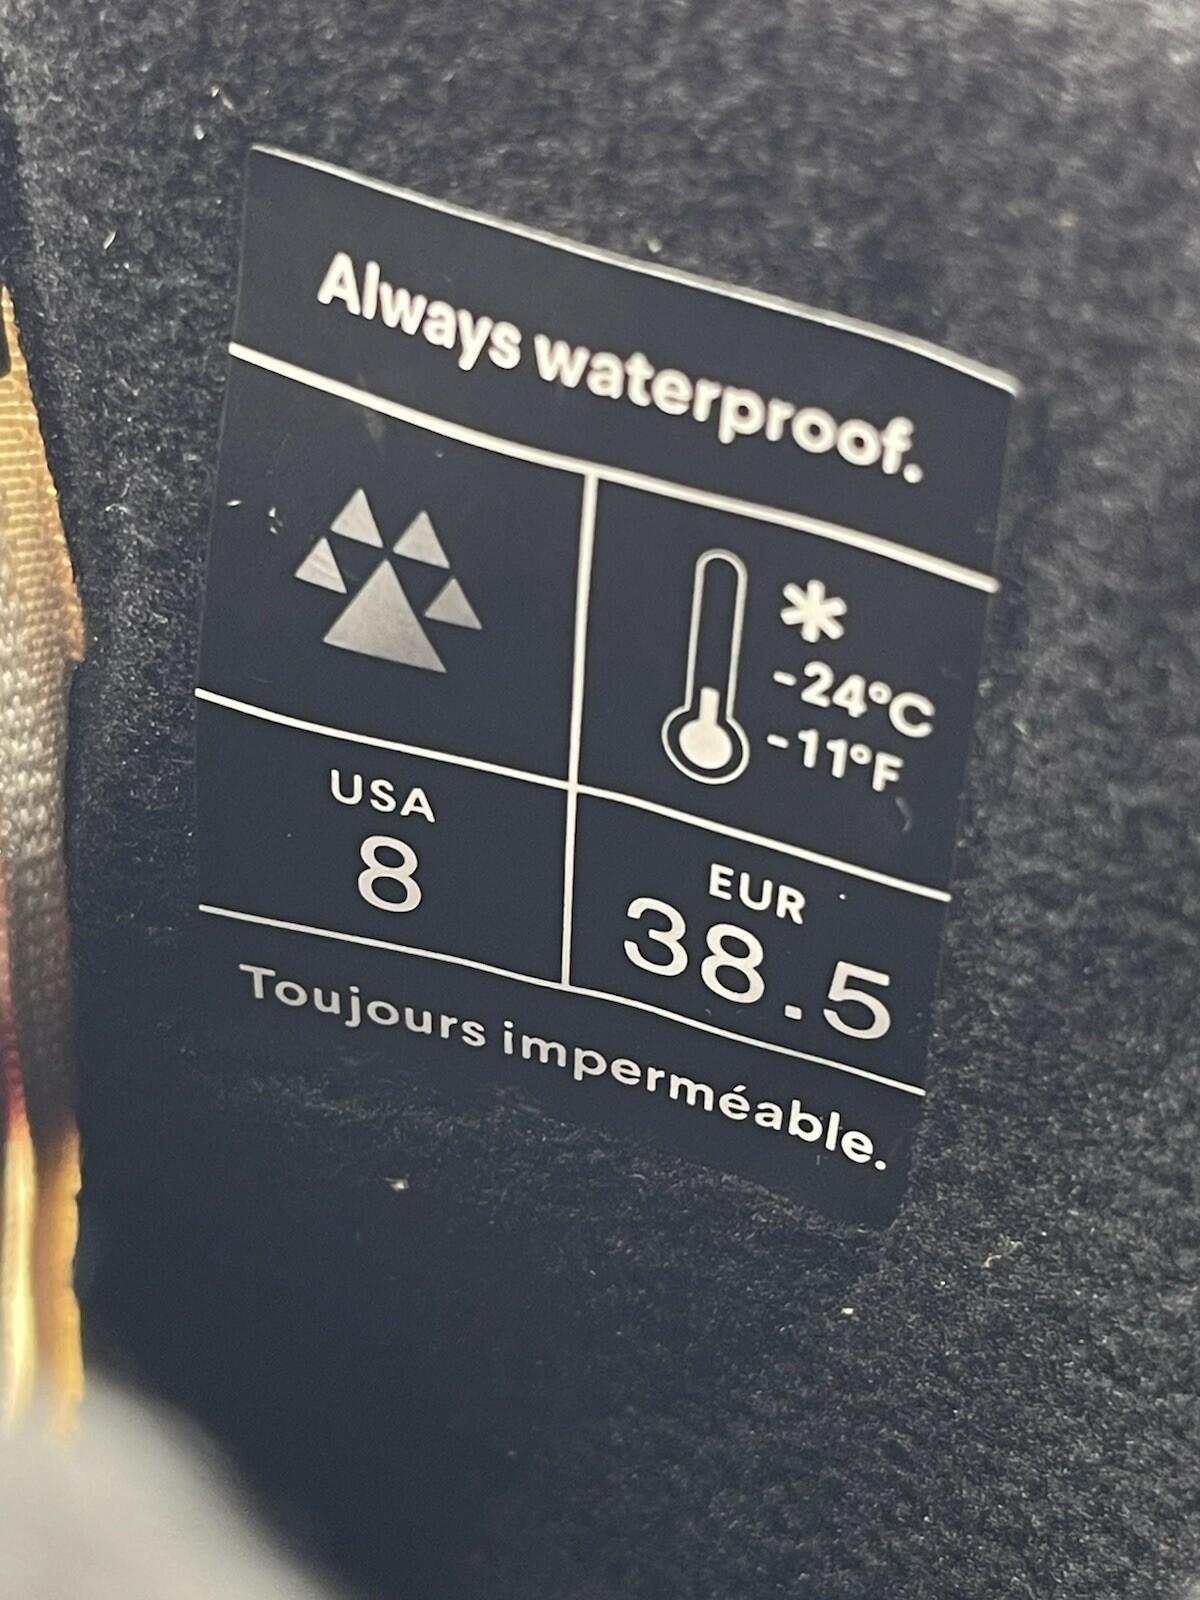 Always waterproof.
*
-24°C
-11°F
USA
8
EUR
38.5
Toujours imperméable.